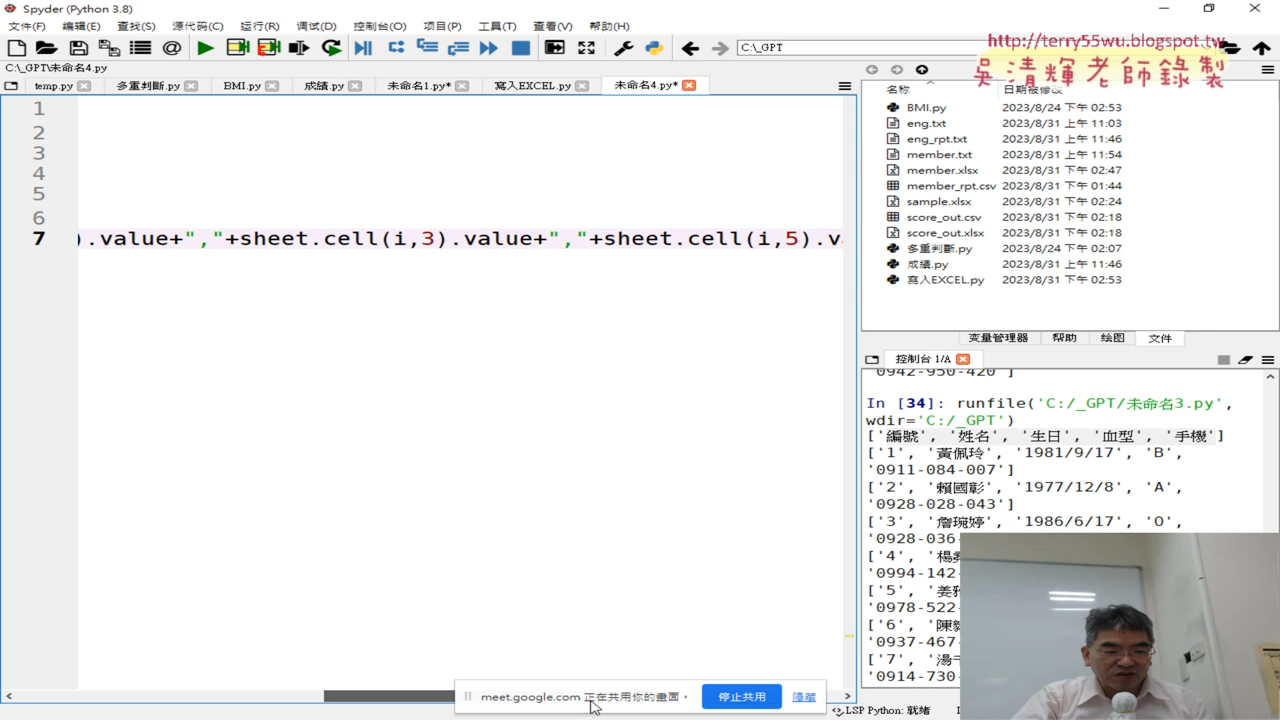 Spyder (Python 3.8)
文件(F) 编辑(E) 查找(S) 源代码(C) 运行(R) 调试(D) 控制台(O) 项目(P) 工具(T) 查看(V) 帮助(H)
C:\_GPT
http://terry55wu.blogspot.tw
吳清輝老師錄製
C:\_GPT\未命名4.py
temp.py 多重判斷.py BMI.py 成績.py 未命名1.py* 寫入EXCEL.py 未命名4.py*
名称 日期被修改
BMI.py 2023/8/24 下午 02:53
eng.txt 2023/8/31 上午 11:03
eng_rpt.txt 2023/8/31 上午 11:46
member.txt 2023/8/31 上午 11:54
member.xlsx 2023/8/31 下午 02:47
member_rpt.csv 2023/8/31 下午 01:44
sample.xlsx 2023/8/31 下午 02:24
score_out.csv 2023/8/31 下午 02:18
score_out.xlsx 2023/8/31 下午 02:18
多重判斷.py 2023/8/24 下午 02:07
成績.py 2023/8/31 上午 11:46
寫入EXCEL.py 2023/8/31 下午 02:53
1
2
3
4
5
6
7 ).value+","+sheet.cell(i,3).value+","+sheet.cell(i,5).v
变量管理器 帮助 绘图 文件
控制台 1/A
'0942-950-420']
In [34]: runfile('C:/_GPT/未命名3.py',
wdir='C:/_GPT')
['編號', '姓名', '生日', '血型', '手機']
['1', '黃佩玲', '1981/9/17', 'B',
'0911-084-007']
['2', '賴國彰', '1977/12/8', 'A',
'0928-028-043']
['3', '詹琬婷', '1986/6/17', 'O',
'0928-036
['4', '楊
'0994-142
['5', '姜
'0978-522
['6', '陳
'0937-467
['7', '湯
'0914-730
meet.google.com 正在共用你的畫面。 停止共用 隱藏
LSP Python: 就绪